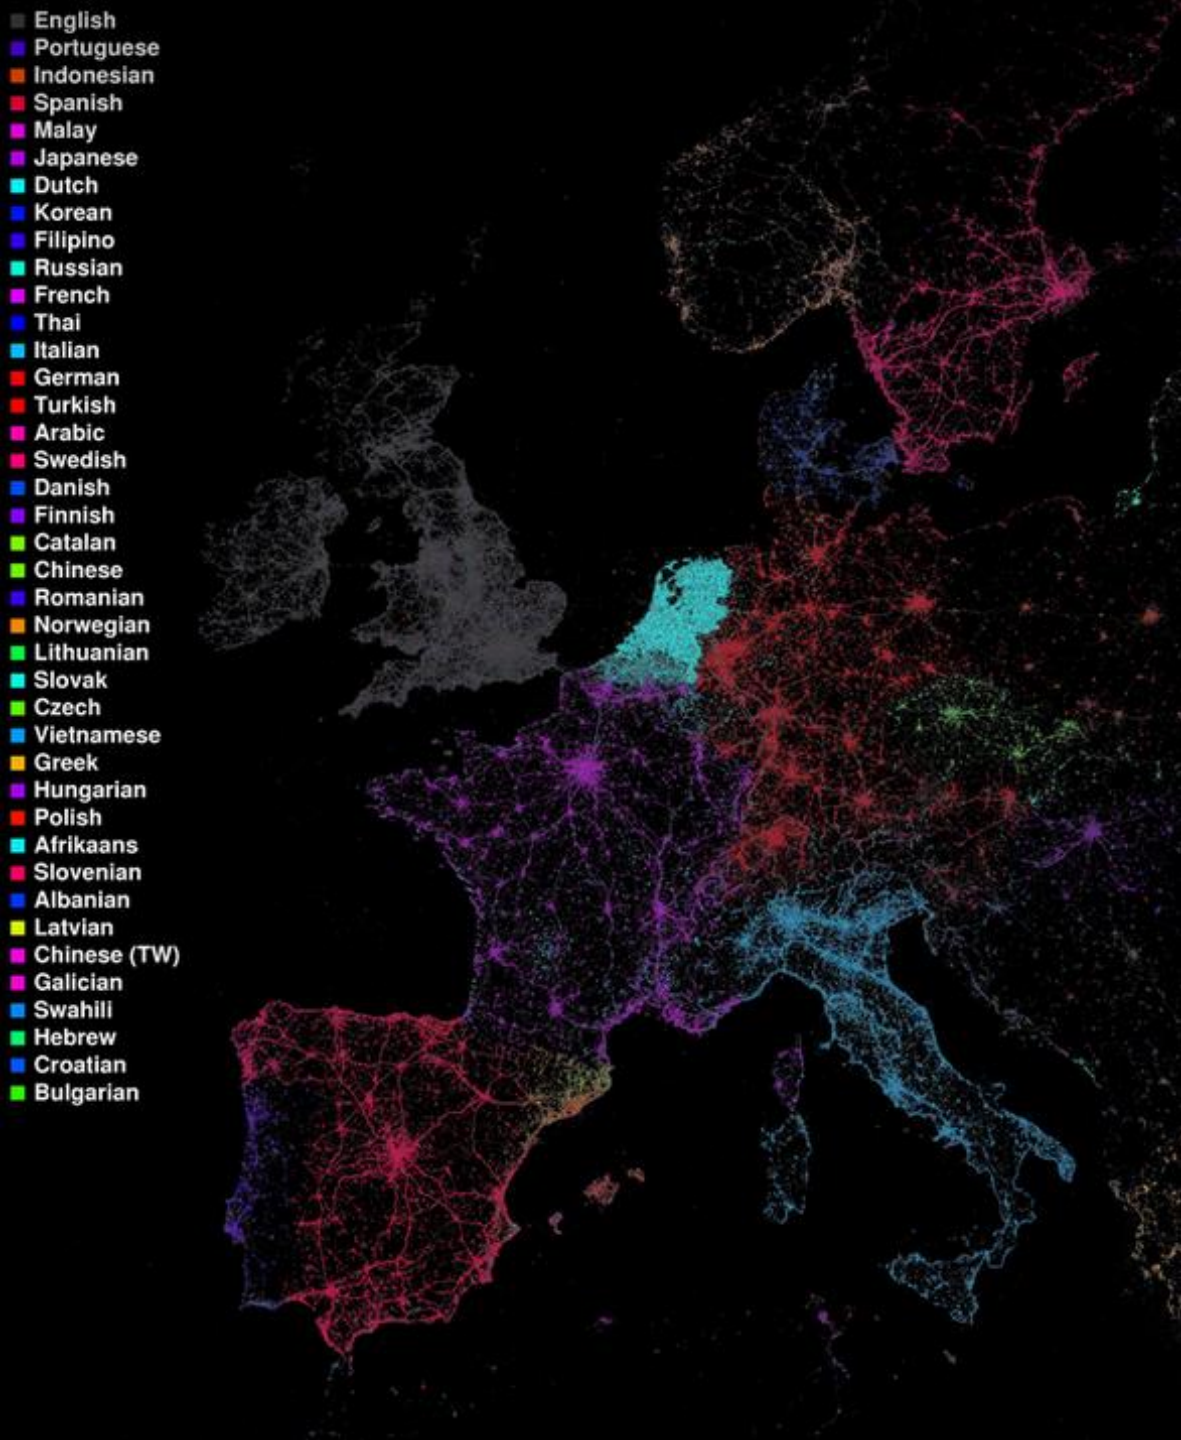 English
Portuguese
Indonesian
Spanish
Malay
Japanese
Dutch
Korean
Filipino
Russian
French
Thai
Italian
German
Turkish
Arabic
Swedish
Danish
Finnish
Catalan
Chinese
Romanian
Norwegian
Lithuanian
Slovak
Czech
Vietnamese
Greek
Hungarian
Polish
Afrikaans
Slovenian
Albanian
Latvian
Chinese (TW)
Galician
Swahili
Hebrew
Croatian
Bulgarian